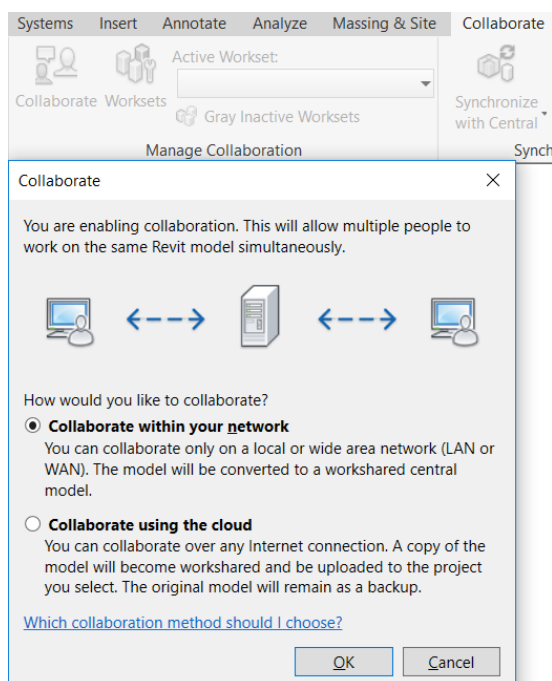 Systems Insert Annotate Analyze Massing & Site Collaborate
Active Workset:
Collaborate Worksets
Gray Inactive Worksets
Synchronize
with Central
Manage Collaboration Synch
Collaborate
You are enabling collaboration. This will allow multiple people to
work on the same Revit model simultaneously.
How would you like to collaborate?
Collaborate within your network
You can collaborate only on a local or wide area network (LAN or
WAN). The model will be converted to a workshared central
model.
Collaborate using the cloud
You can collaborate over any Internet connection. A copy of the
model will become workshared and be uploaded to the project
you select. The original model will remain as a backup.
Which collaboration method should I choose?
OK Cancel